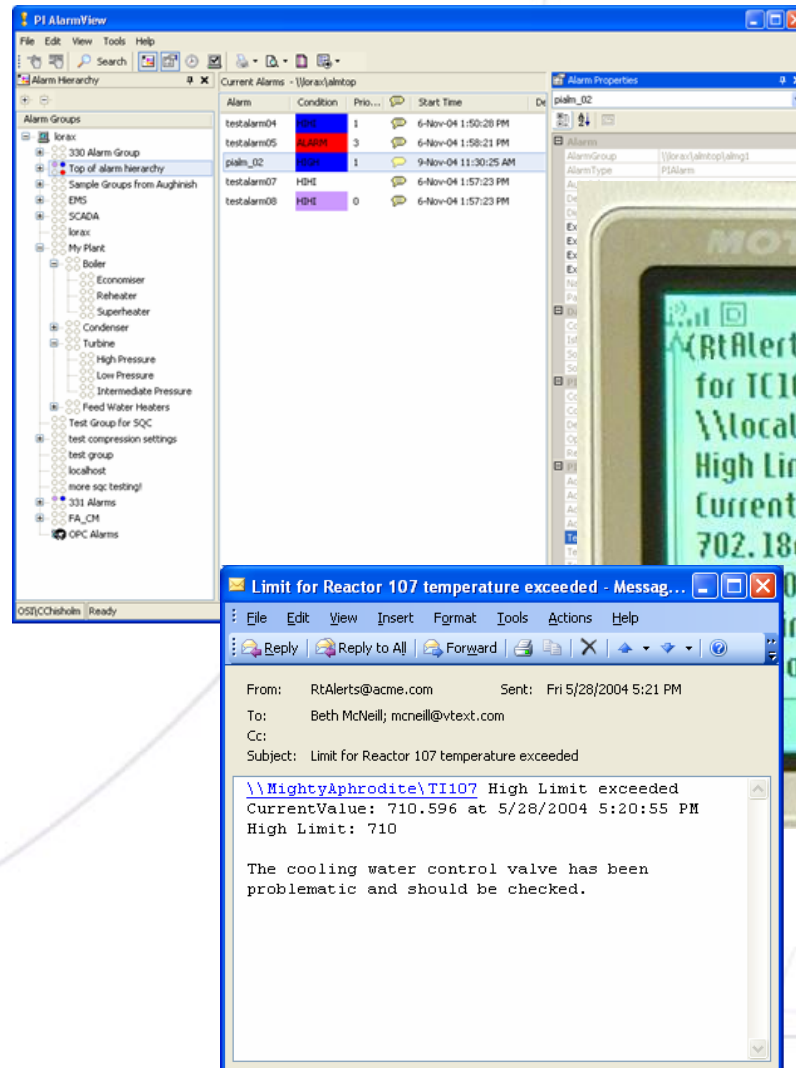 PI AlarmView
File Edit View Tools Help
Search
Alarm Hierarchy
Alarm Groups
lorax
330 Alarm Group
Top of alarm hierarchy
Sample Groups from Aughinish
EMS
SCADA
lorax
My Plant
Boiler
Economiser
Reheater
Superheater
Condenser
Turbine
High Pressure
Low Pressure
Intermediate Pressure
Feed Water Heaters
Test Group for SQC
test compression settings
test group
localhost
more sqc testing!
331 Alarms
FA_CM
OPC Alarms
OSI\CChisholm Ready
Current Alarms - \\lorax\almtop
Alarm Condition Prio... Start Time De
testalarm04 HIHI 1 6-Nov-04 1:50:28 PM
testalarm05 ALARM 3 6-Nov-04 1:58:21 PM
pialm_02 HIGH 1 9-Nov-04 11:30:25 AM
testalarm07 HIHI 6-Nov-04 1:57:23 PM
testalarm08 HIHI 0 6-Nov-04 1:57:23 PM
Alarm Properties
pialm_02
Alarm
AlarmGroup \\lorax\almtop\almg1
AlarmType PIAlarm
MOT
(RtAlert
for TC10
\\local
High Lim
Current
702.18
Limit for Reactor 107 temperature exceeded - Messag...
File Edit View Insert Format Tools Actions Help
Reply Reply to All Forward
From: RtAlerts@acme.com Sent: Fri 5/28/2004 5:21 PM
To: Beth McNeill; mcneill@vtext.com
Cc:
Subject: Limit for Reactor 107 temperature exceeded
\\MightyAphrodite\TI107 High Limit exceeded
CurrentValue: 710.596 at 5/28/2004 5:20:55 PM
High Limit: 710
The cooling water control valve has been
problematic and should be checked.